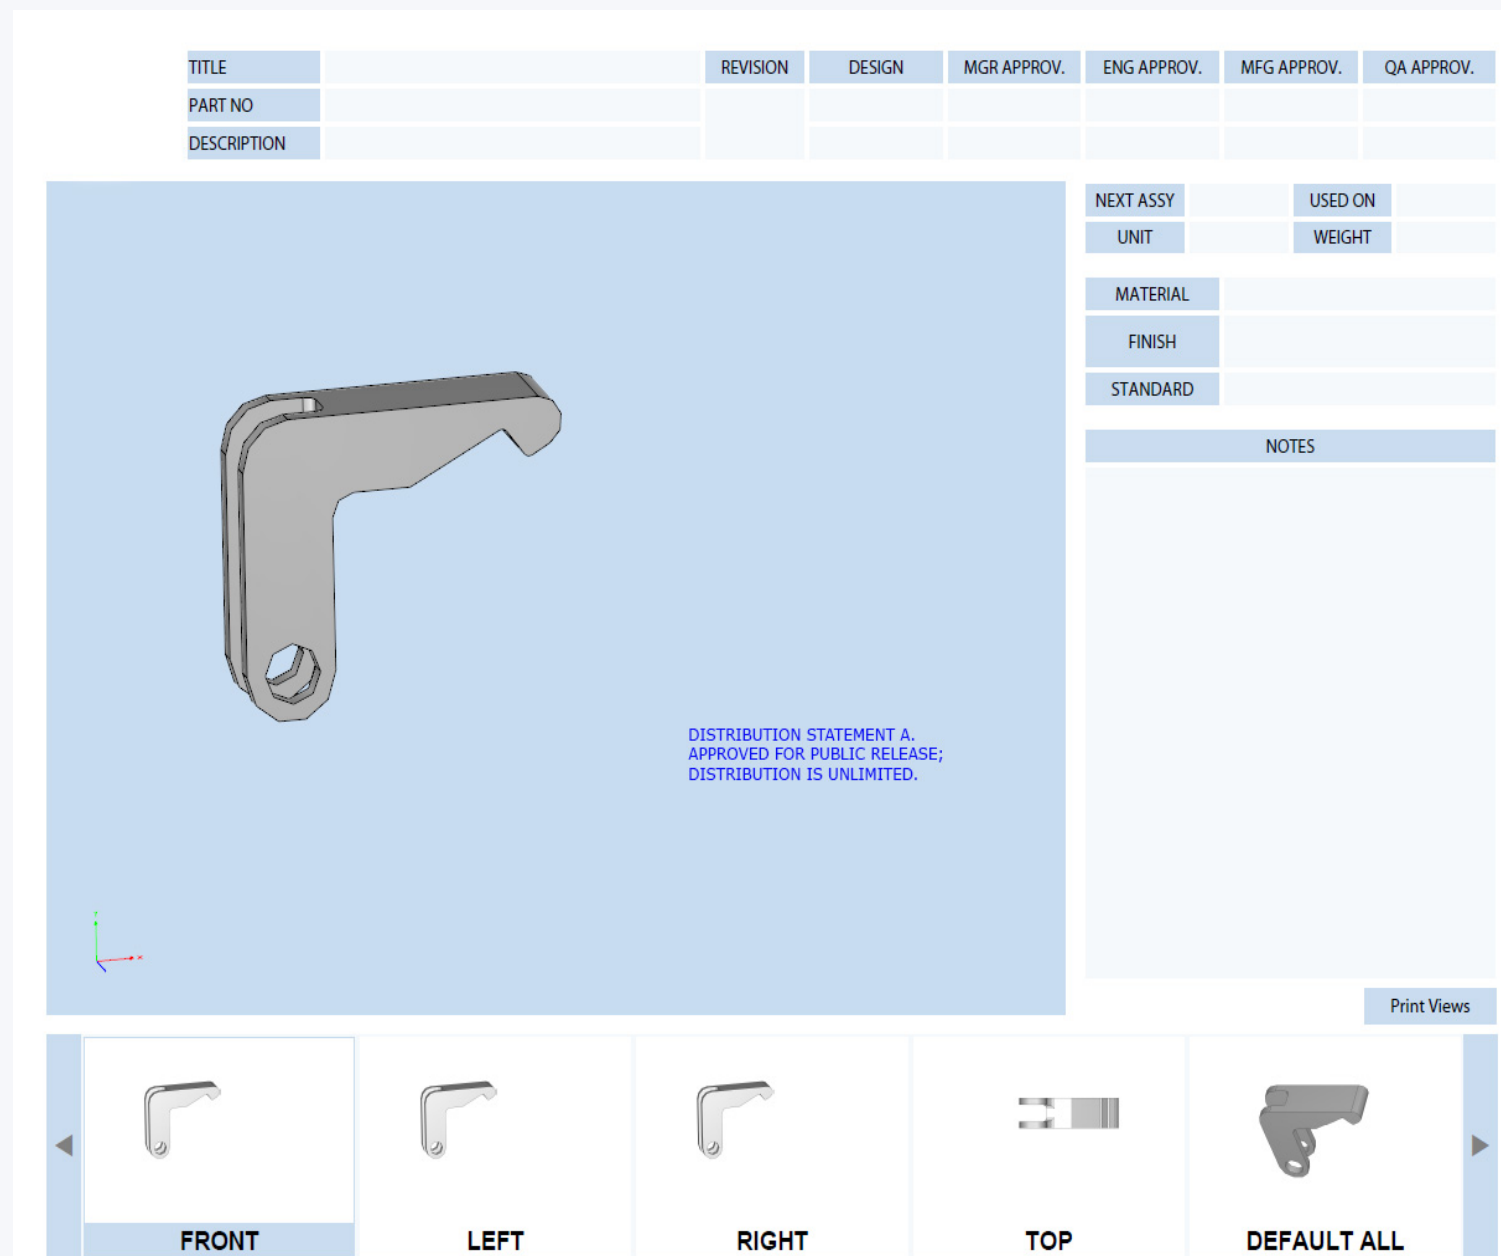 TITLE REVISION DESIGN MGR APPROV. ENG APPROV. MFG APPROV. QA APPROV.
PART NO
DESCRIPTION
NEXT ASSY USED ON
UNIT WEIGHT
MATERIAL
FINISH
STANDARD
NOTES
DISTRIBUTION STATEMENT A.
APPROVED FOR PUBLIC RELEASE;
DISTRIBUTION IS UNLIMITED.
Print Views
FRONT LEFT RIGHT TOP DEFAULT ALL